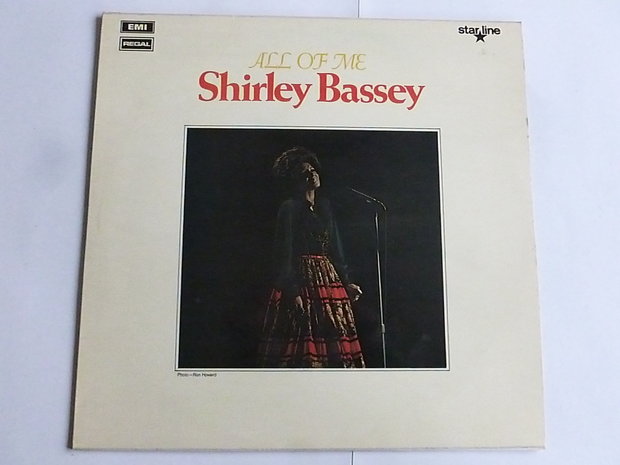 EMI
REGAL
starline
ALL OF ME
Shirley Bassey
Photo—Ron Howard